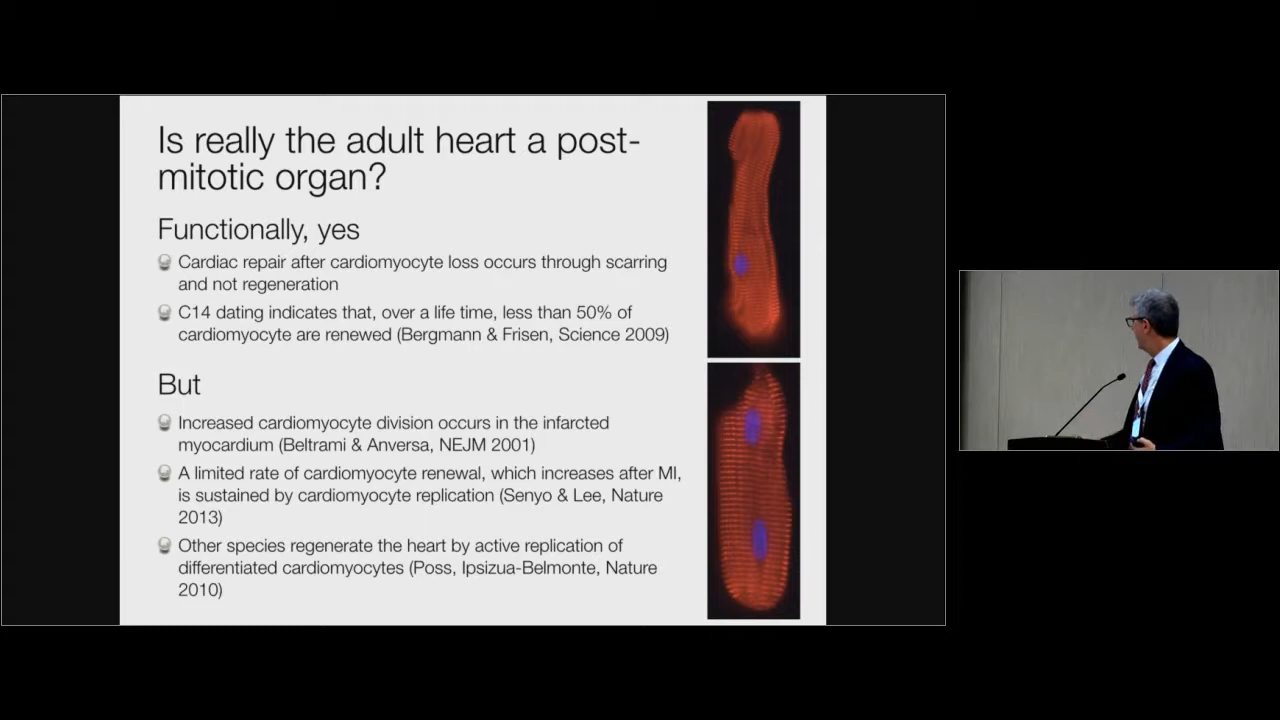 Is really the adult heart a post-
mitotic organ?
Functionally, yes
Cardiac repair after cardiomyocyte loss occurs through scarring
and not regeneration
C14 dating indicates that, over a life time, less than 50% of
cardiomyocyte are renewed (Bergmann & Frisen, Science 2009)
But
Increased cardiomyocyte division occurs in the infarcted
myocardium (Beltrami & Anversa, NEJM 2001)
A limited rate of cardiomyocyte renewal, which increases after MI,
is sustained by cardiomyocyte replication (Senyo & Lee, Nature
2013)
Other species regenerate the heart by active replication of
differentiated cardiomyocytes (Poss, Ipsizua-Belmonte, Nature
2010)